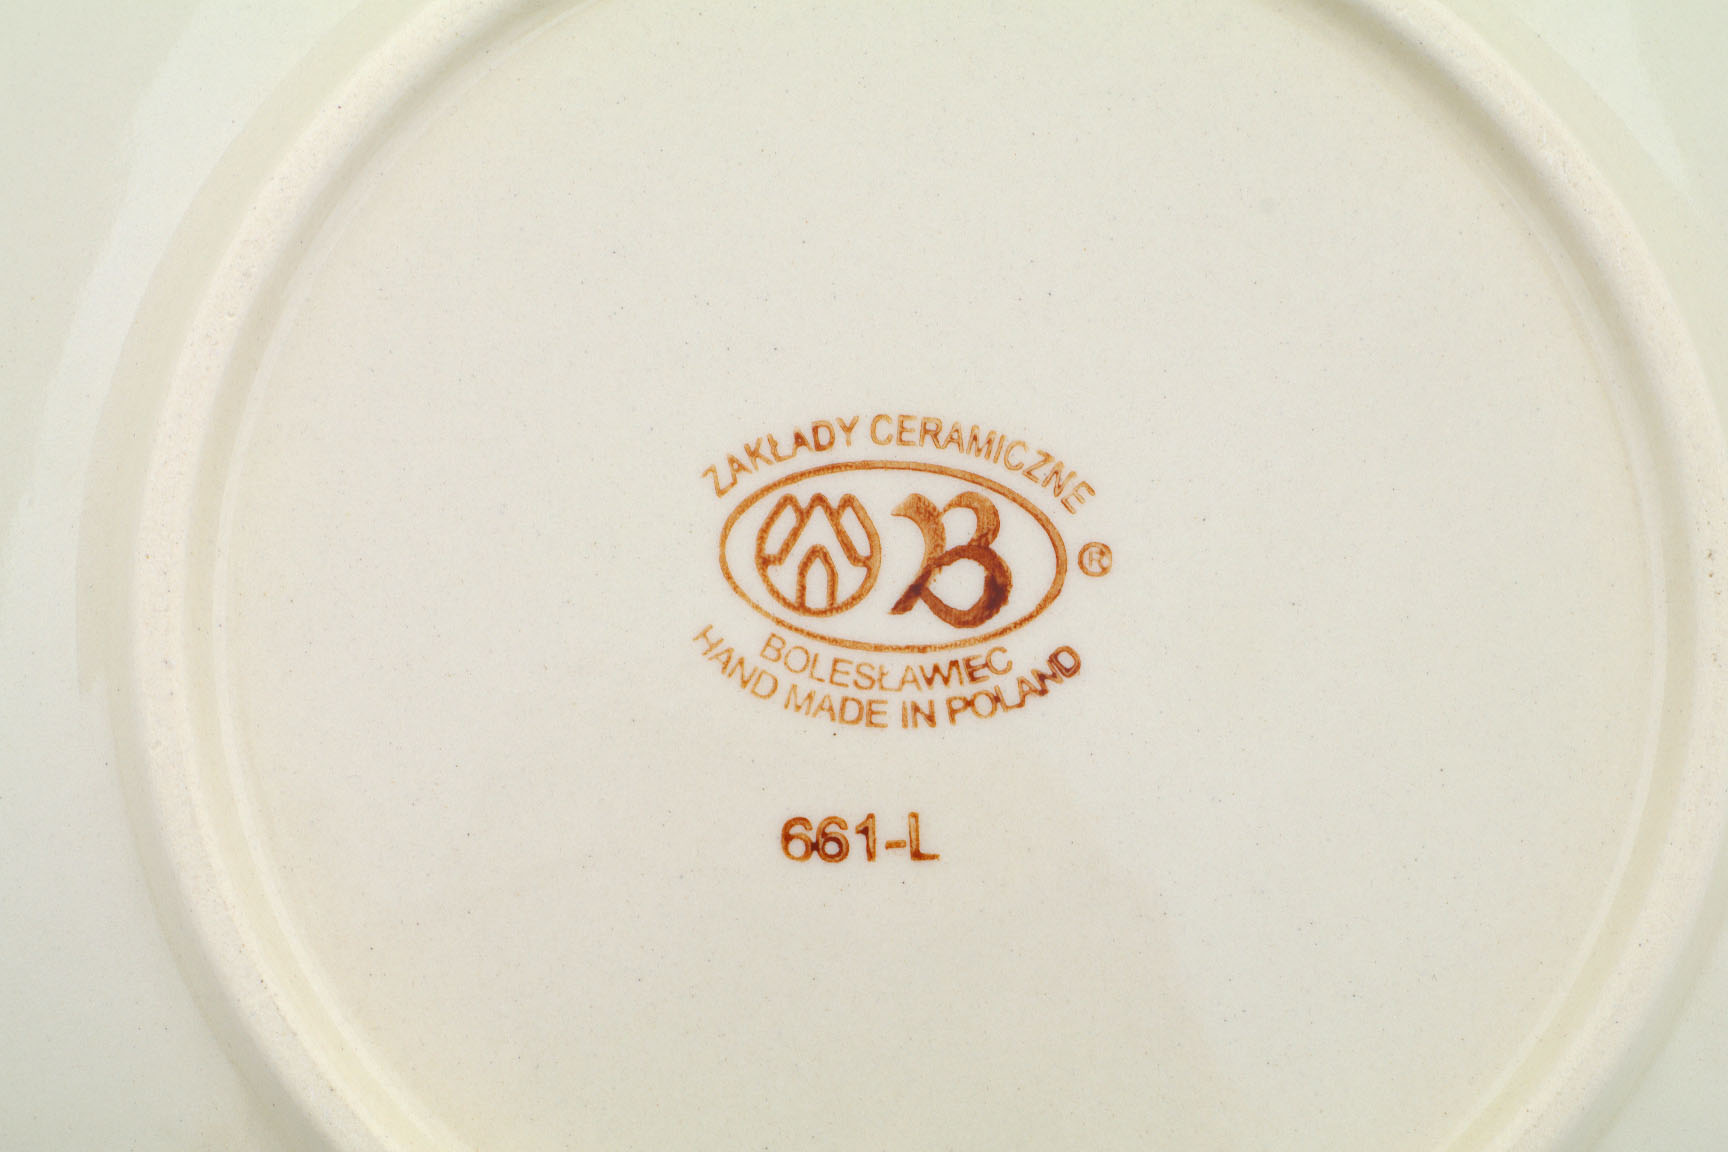 ZAKŁADY CERAMICZNE
B ®
BOLESŁAWIEC
HAND MADE IN POLAND
661-L